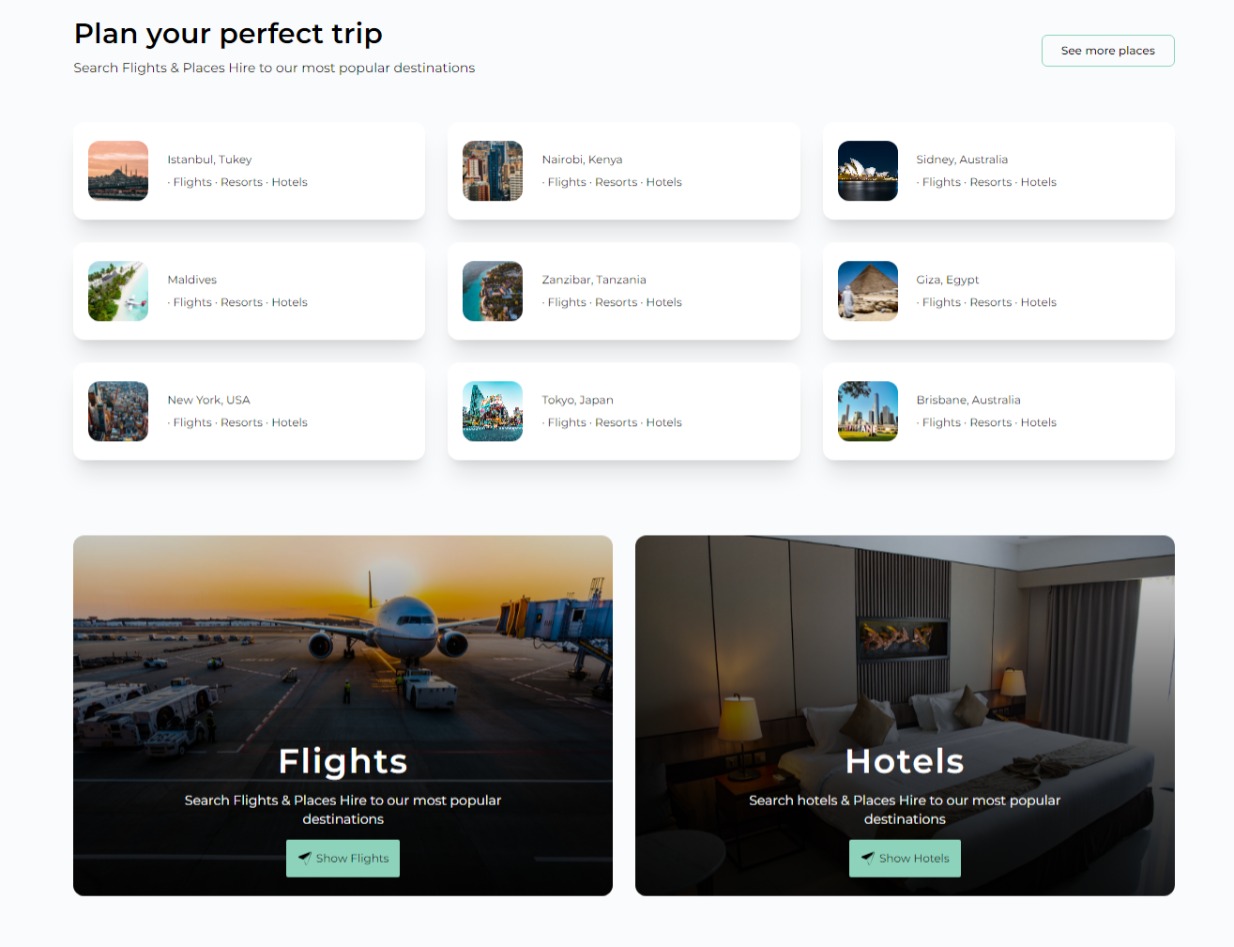 Plan your perfect trip
Search Flights & Places Hire to our most popular destinations
See more places
Istanbul, Tukey
· Flights · Resorts · Hotels
Nairobi, Kenya
· Flights · Resorts · Hotels
Sidney, Australia
· Flights · Resorts · Hotels
Maldives
· Flights · Resorts · Hotels
Zanzibar, Tanzania
· Flights · Resorts · Hotels
Giza, Egypt
· Flights · Resorts · Hotels
New York, USA
· Flights · Resorts · Hotels
Tokyo, Japan
· Flights · Resorts · Hotels
Brisbane, Australia
· Flights · Resorts · Hotels
Flights
Search Flights & Places Hire to our most popular
destinations
Show Flights
Hotels
Search hotels & Places Hire to our most popular
destinations
Show Hotels